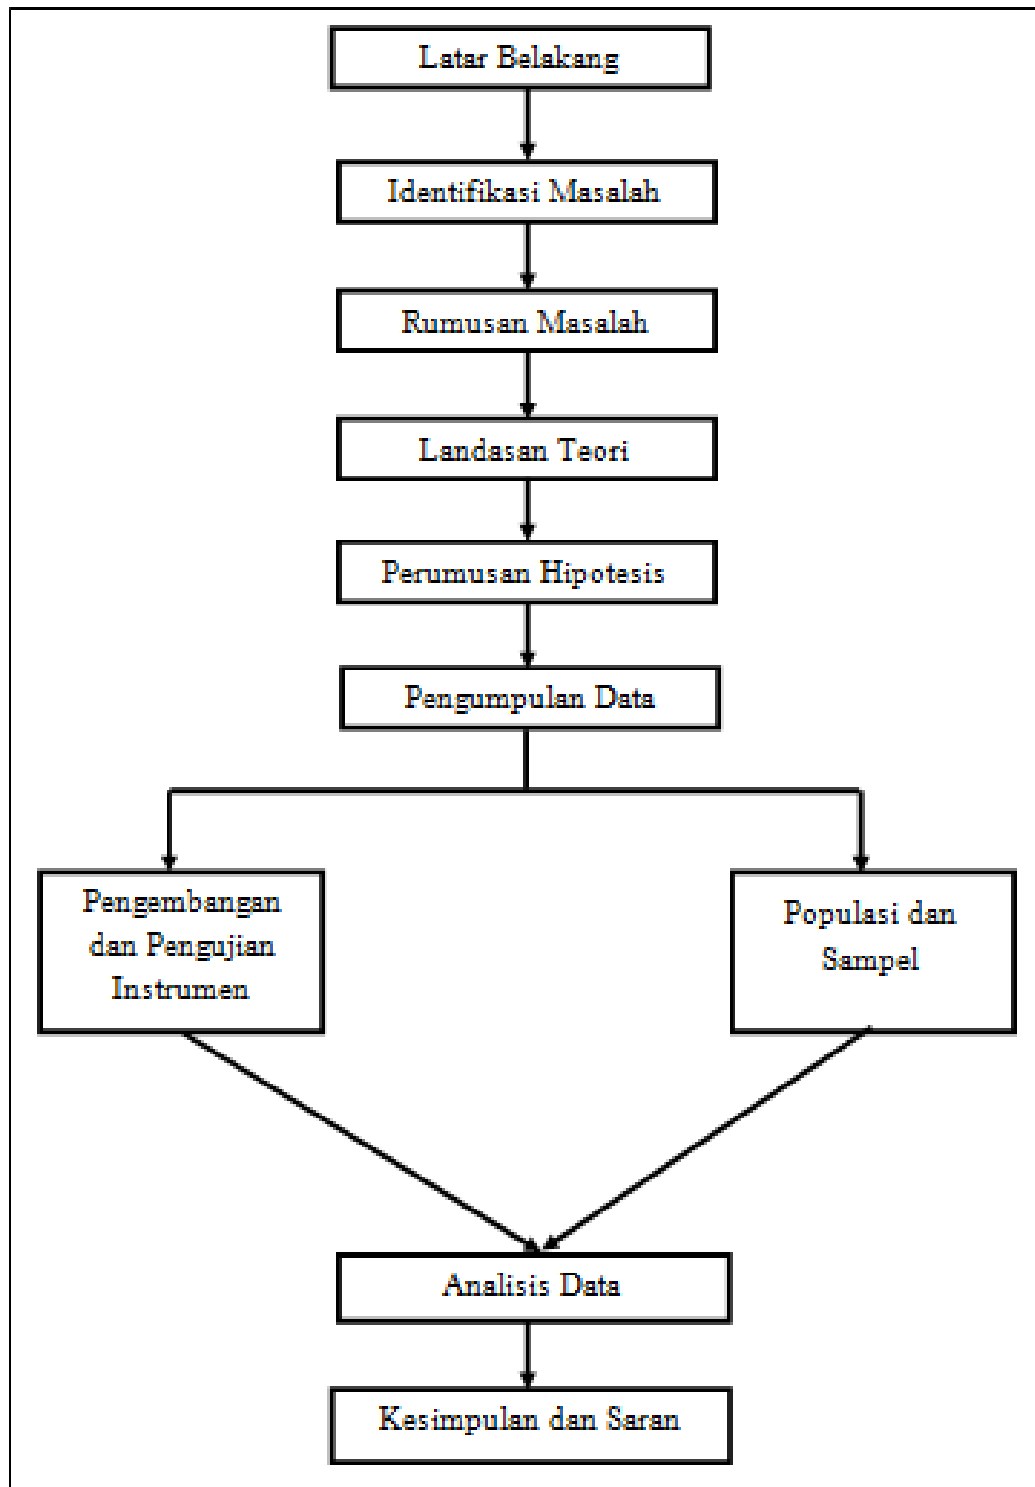 Latar Belakang
Identifikasi Masalah
Rumusan Masalah
Landasan Teori
Perumusan Hipotesis
Pengumpulan Data
Pengembangan
dan Pengujian
Instrumen
Populasi dan
Sampel
Analisis Data
Kesimpulan dan Saran